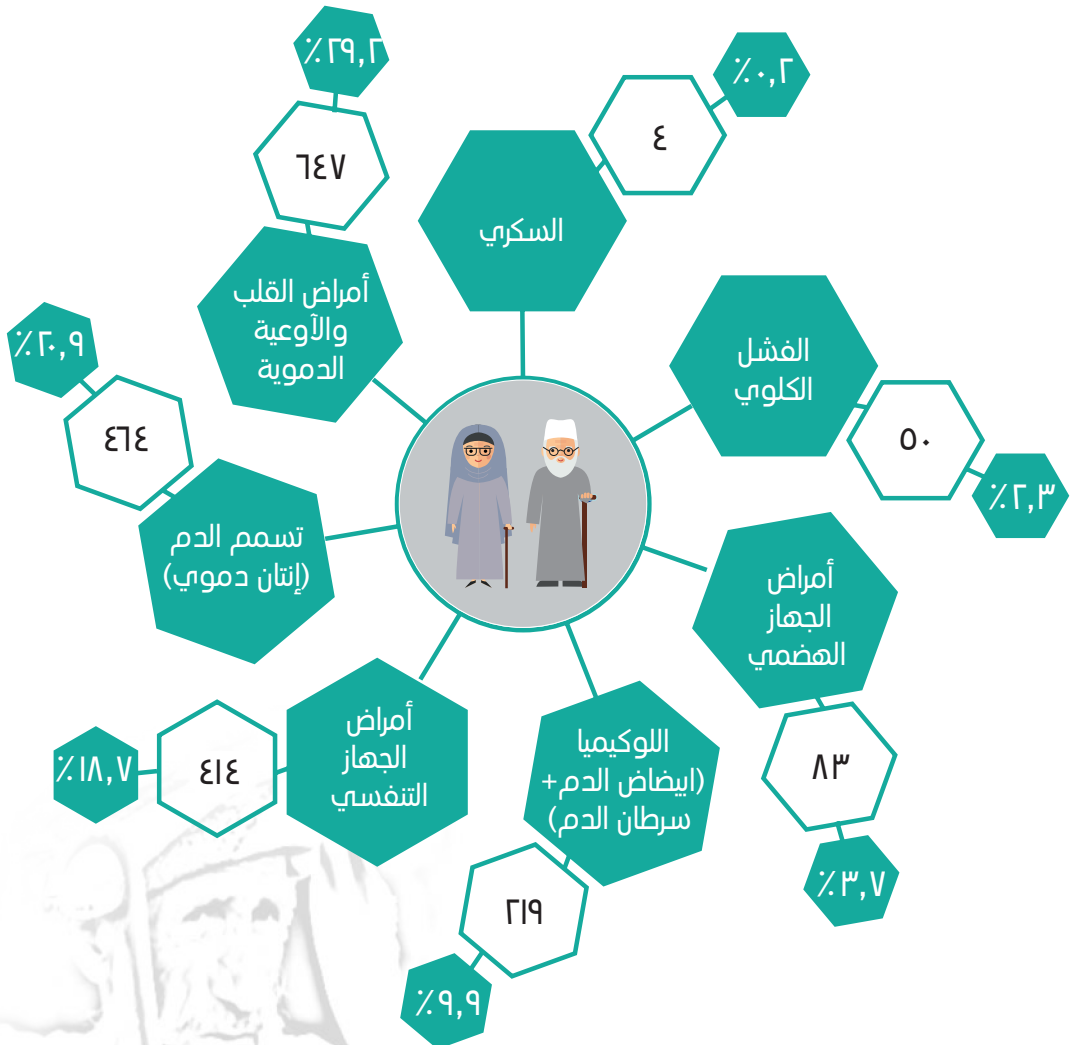 ٪٠,٢
٤
السكري
٪٢٩,٢
٦٤٧
أمراض القلب
والآوعية
الدموية
الفشل
الكلوي
٥٠
٪٢,٣
٪٢٠,٩
٤٦٤
تسمم الدم
(إنتان دموي)
أمراض
الجهاز
الهضمي
٨٣
٪٣,٧
أمراض
الجهاز
التنفسي
٤١٤
٪١٨,٧
اللوكيميا
(ابيضاض الدم+
سرطان الدم)
٢١٩
٪٩,٩